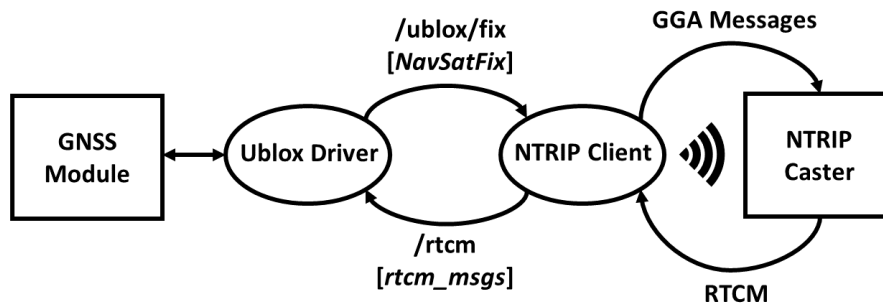 /ublox/fix
[NavSatFix]
GGA Messages
GNSS
Module
Ublox Driver
NTRIP Client
NTRIP
Caster
/rtcm
[rtcm_msgs]
RTCM